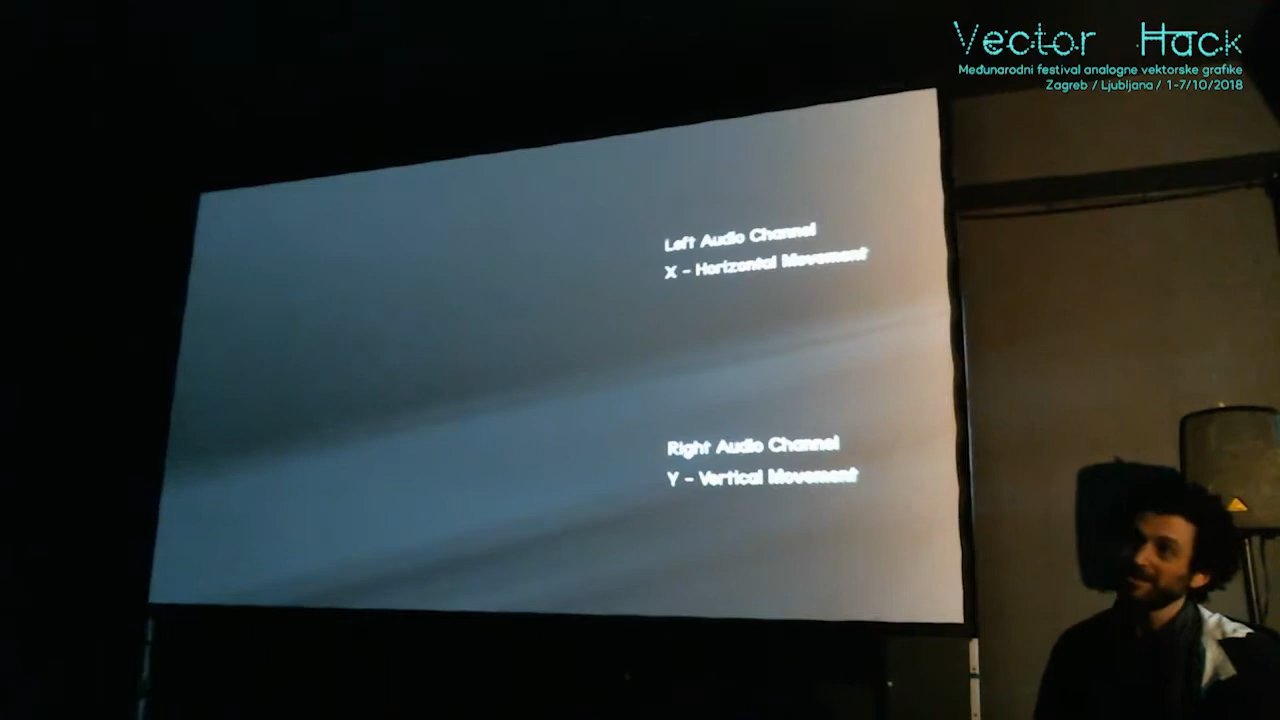 Vector Hack
Međunarodni festival analogne vektorske grafike
Zagreb / Ljubljana / 1-7/10/2018
Left Audio Channel
X - Horizontal Movement
Right Audio Channel
Y - Vertical Movement